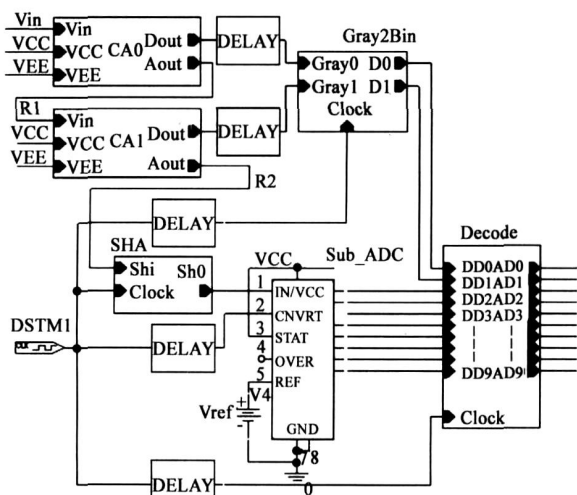 Vin
VCC
VEE
Vin
VCC CA0
VEE
Dout
Aout
DELAY
Gray2Bin
Gray0 D0
Gray1 D1
Clock
R1
VCC
VEE
Vin
VCC CA1
VEE
Dout
Aout
DELAY
R2
DELAY
SHA
Shi Sh0
Clock
DSTM1
DELAY
VCC
Sub_ADC
1 IN/VCC
2 CNVRT
3 STAT
4 OVER
5 REF
V4
Vref
+
-
GND
78
0
DELAY
Decode
DD0AD0
DD1AD1
DD2AD2
DD3AD3
DD9AD9
Clock